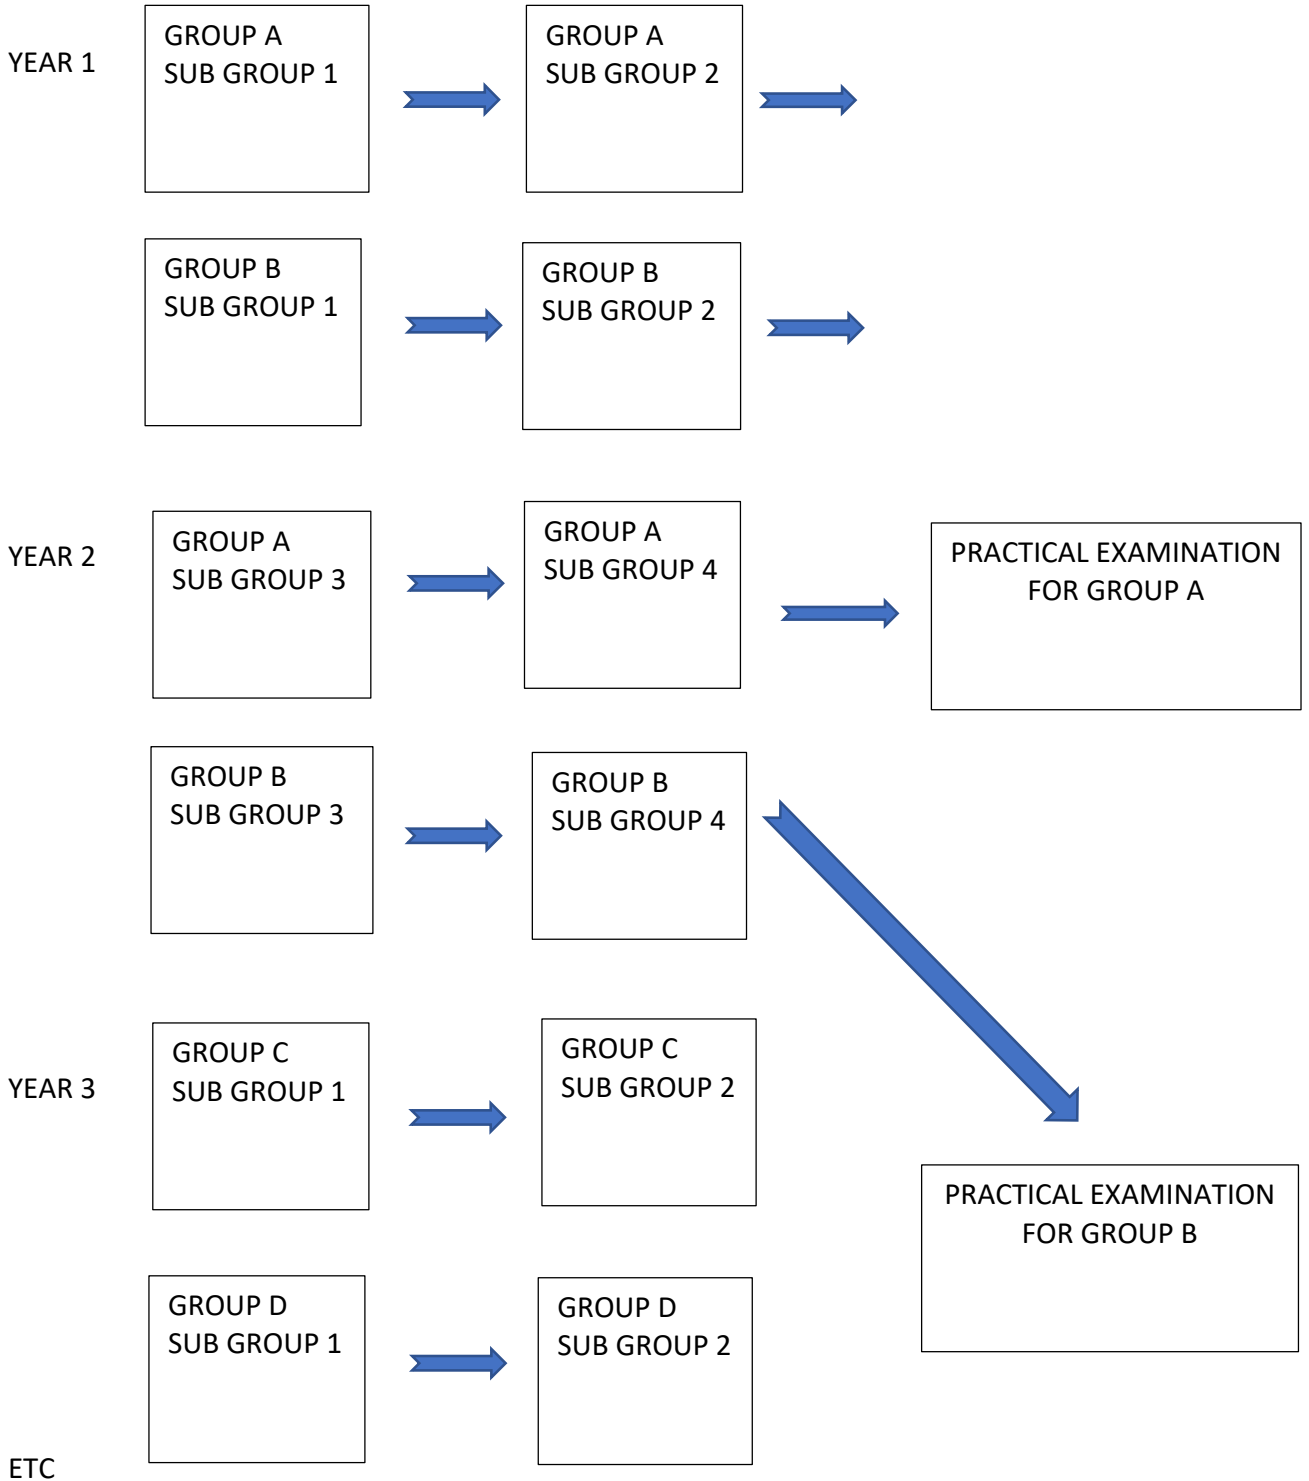 YEAR 1
GROUP A
SUB GROUP 1
GROUP A
SUB GROUP 2
GROUP B
SUB GROUP 1
GROUP B
SUB GROUP 2
YEAR 2
GROUP A
SUB GROUP 3
GROUP A
SUB GROUP 4
PRACTICAL EXAMINATION
FOR GROUP A
GROUP B
SUB GROUP 3
GROUP B
SUB GROUP 4
YEAR 3
GROUP C
SUB GROUP 1
GROUP C
SUB GROUP 2
PRACTICAL EXAMINATION
FOR GROUP B
GROUP D
SUB GROUP 1
GROUP D
SUB GROUP 2
ETC